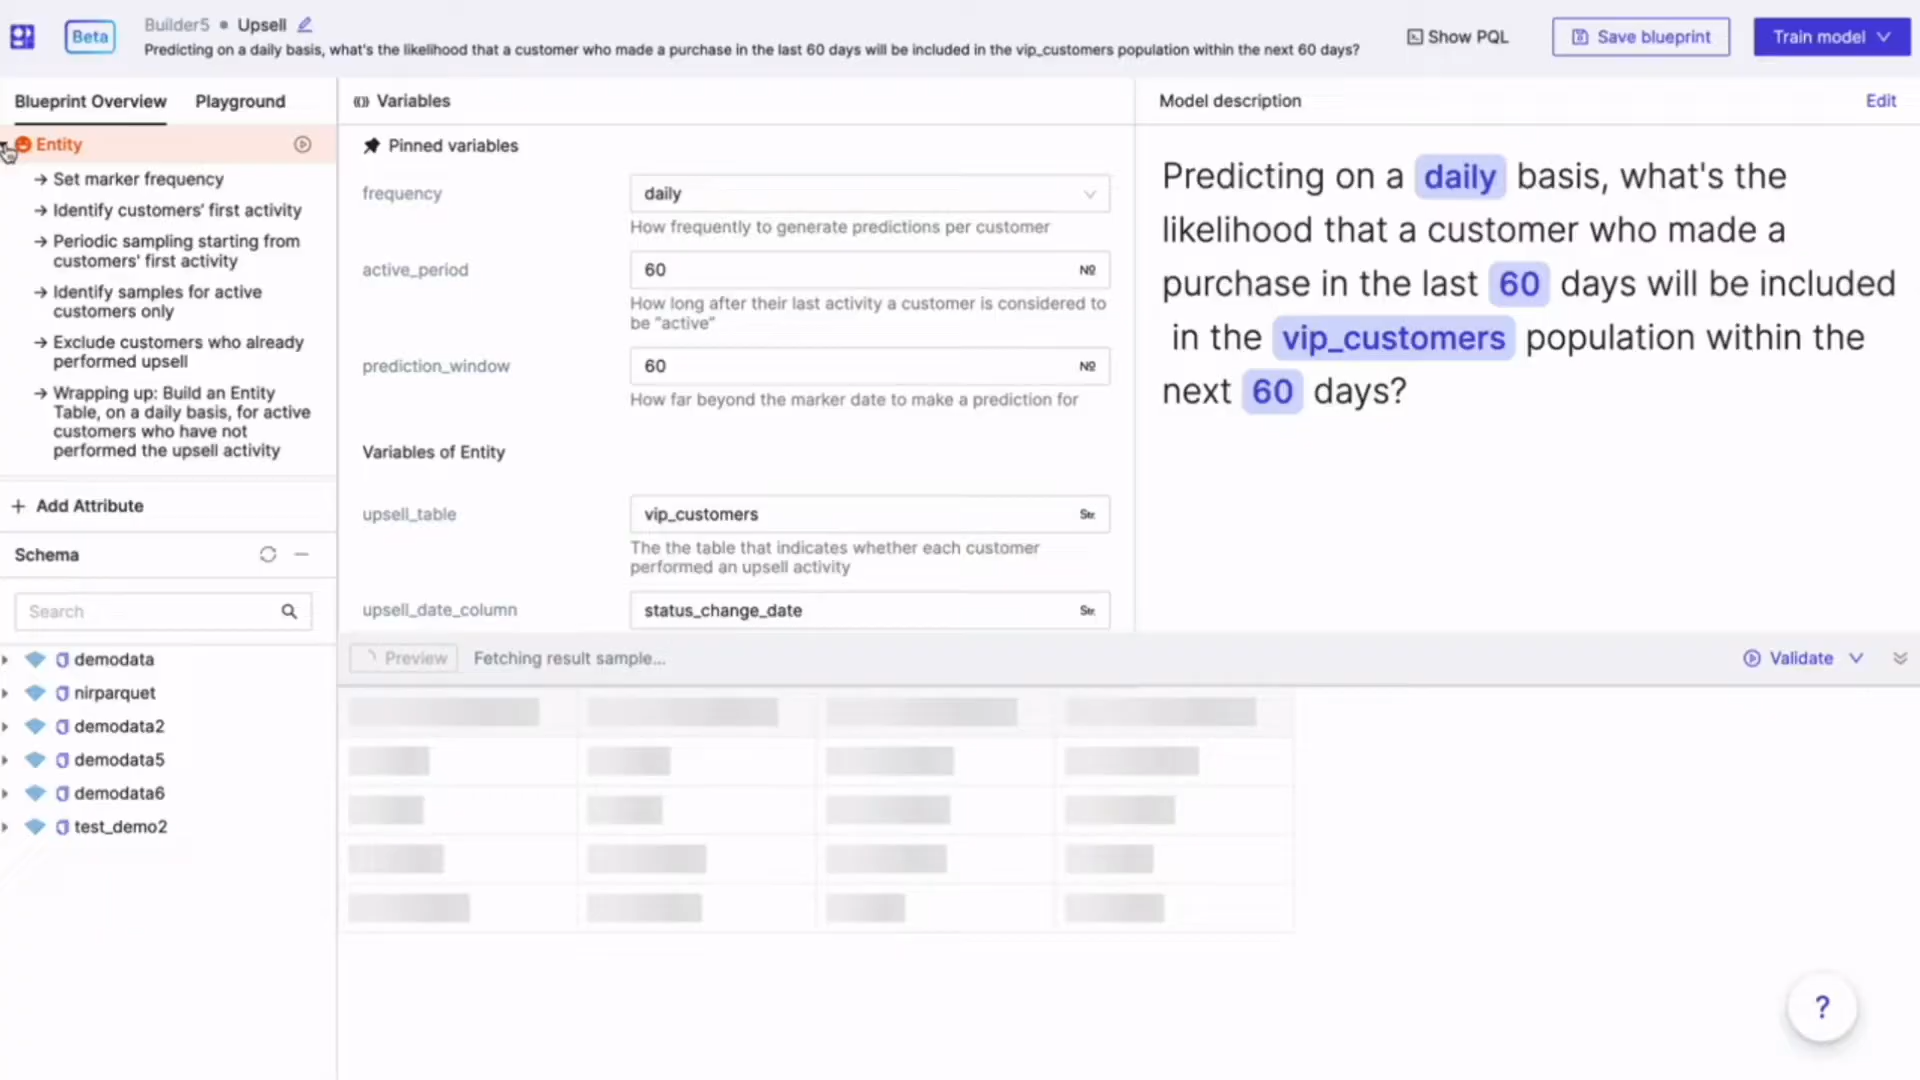 Beta
Builder5 • Upsell
Predicting on a daily basis, what's the likelihood that a customer who made a purchase in the last 60 days will be included in the vip_customers population within the next 60 days?
Show PQL
Save blueprint
Train model
Blueprint Overview
Playground
Entity
→ Set marker frequency
→ Identify customers' first activity
→ Periodic sampling starting from
customers' first activity
→ Identify samples for active
customers only
→ Exclude customers who already
performed upsell
→ Wrapping up: Build an Entity
Table, on a daily basis, for active
customers who have not
performed the upsell activity
+ Add Attribute
Schema
Search
demodata
nirparquet
demodata2
demodata5
demodata6
test_demo2
Variables
Pinned variables
frequency
daily
How frequently to generate predictions per customer
active_period
60
Nº
How long after their last activity a customer is considered to
be "active"
prediction_window
60
Nº
How far beyond the marker date to make a prediction for
Variables of Entity
upsell_table
vip_customers
Str.
The the table that indicates whether each customer
performed an upsell activity
upsell_date_column
status_change_date
Str.
Model description
Edit
Predicting on a daily basis, what's the
likelihood that a customer who made a
purchase in the last 60 days will be included
in the vip_customers population within the
next 60 days?
Preview
Fetching result sample...
Validate
?